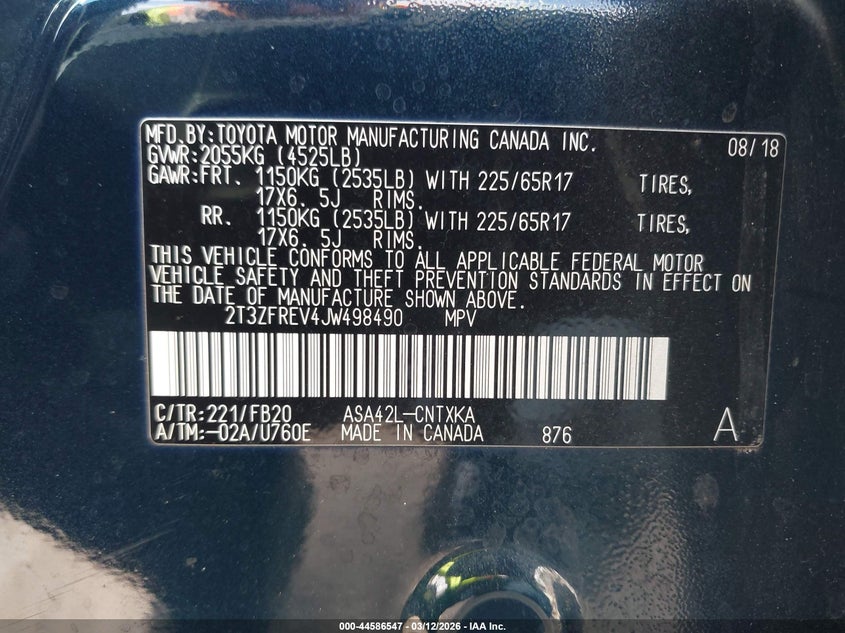 MFD.BY:TOYOTA MOTOR MANUFACTURING CANADA INC. 08/18
GVWR:2055KG (4525LB)
GAWR:FRT. 1150KG (2535LB) WITH 225/65R17 TIRES,
17X6. 5J RIMS.
RR. 1150KG (2535LB) WITH 225/65R17 TIRES,
17X6. 5J RIMS.
THIS VEHICLE CONFORMS TO ALL APPLICABLE FEDERAL MOTOR
VEHICLE SAFETY AND THEFT PREVENTION STANDARDS IN EFFECT ON
THE DATE OF MANUFACTURE SHOWN ABOVE.
2T3ZFREV4JW498490 MPV
C/TR:221/FB20 ASA42L-CNTXKA
A/TM:-02A/U760E MADE IN CANADA 876 A
000-44586547 - 03/12/2026 - IAA Inc.